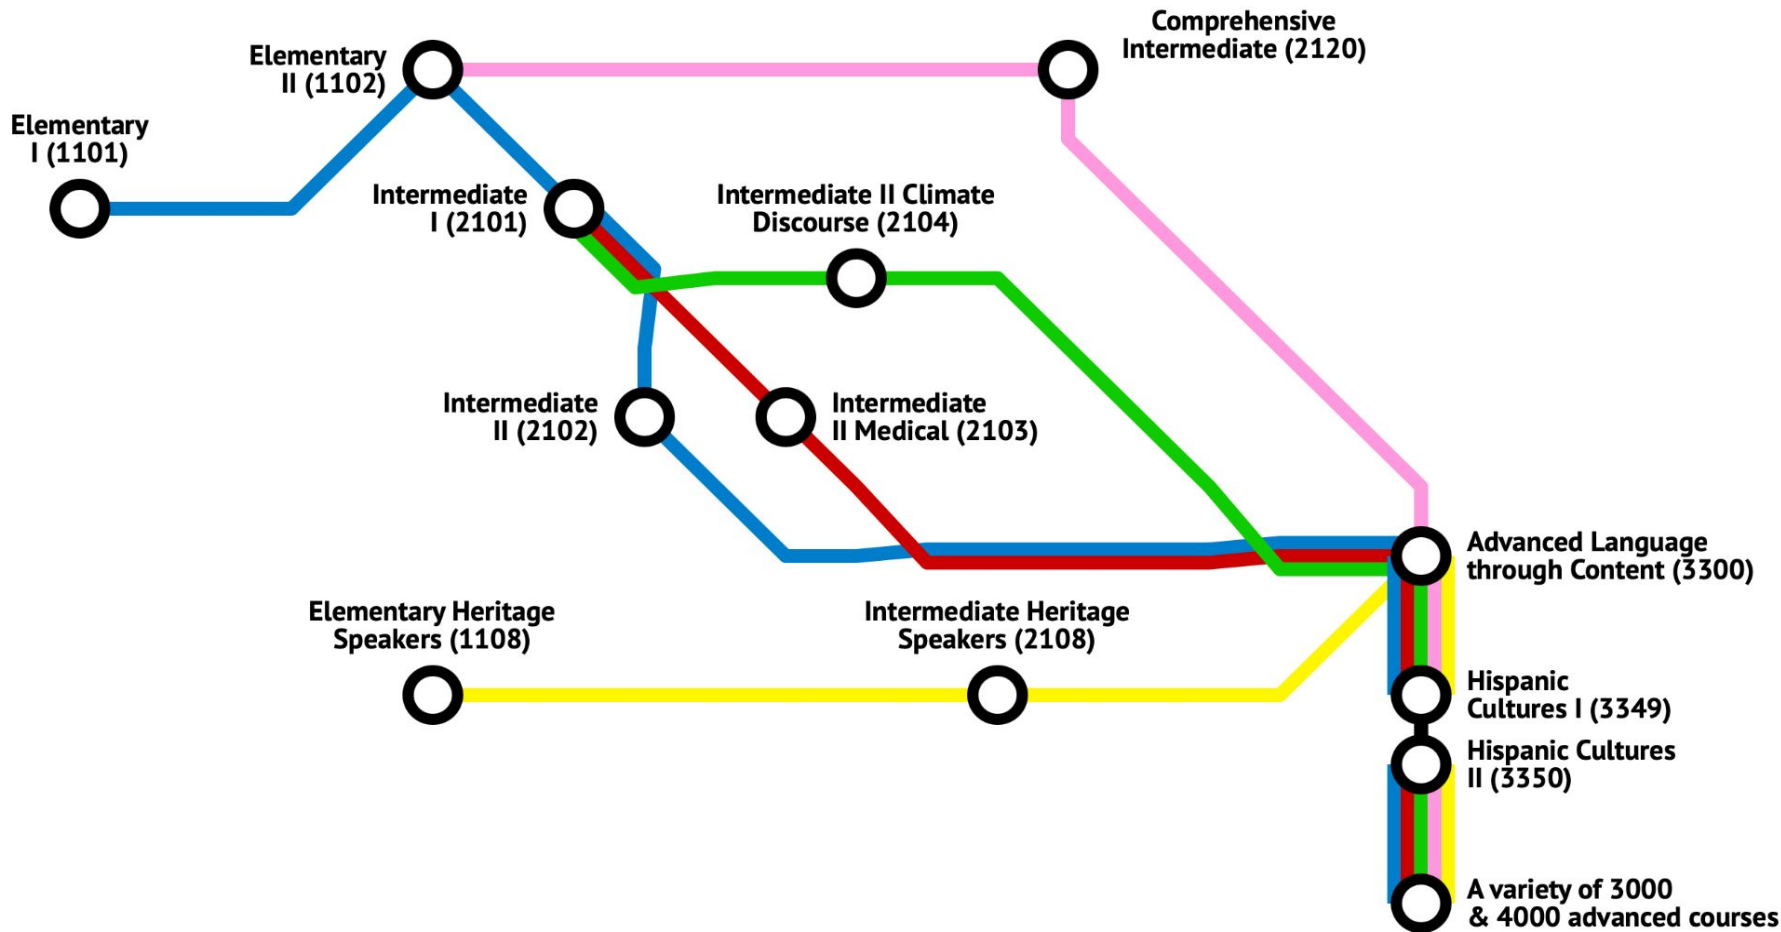 Comprehensive
Intermediate (2120)
Elementary
II (1102)
Elementary
I (1101)
Intermediate
I (2101)
Intermediate II Climate
Discourse (2104)
Intermediate
II (2102)
Intermediate
II Medical (2103)
Advanced Language
through Content (3300)
Elementary Heritage
Speakers (1108)
Intermediate Heritage
Speakers (2108)
Hispanic
Cultures I (3349)
Hispanic Cultures
II (3350)
A variety of 3000
& 4000 advanced courses